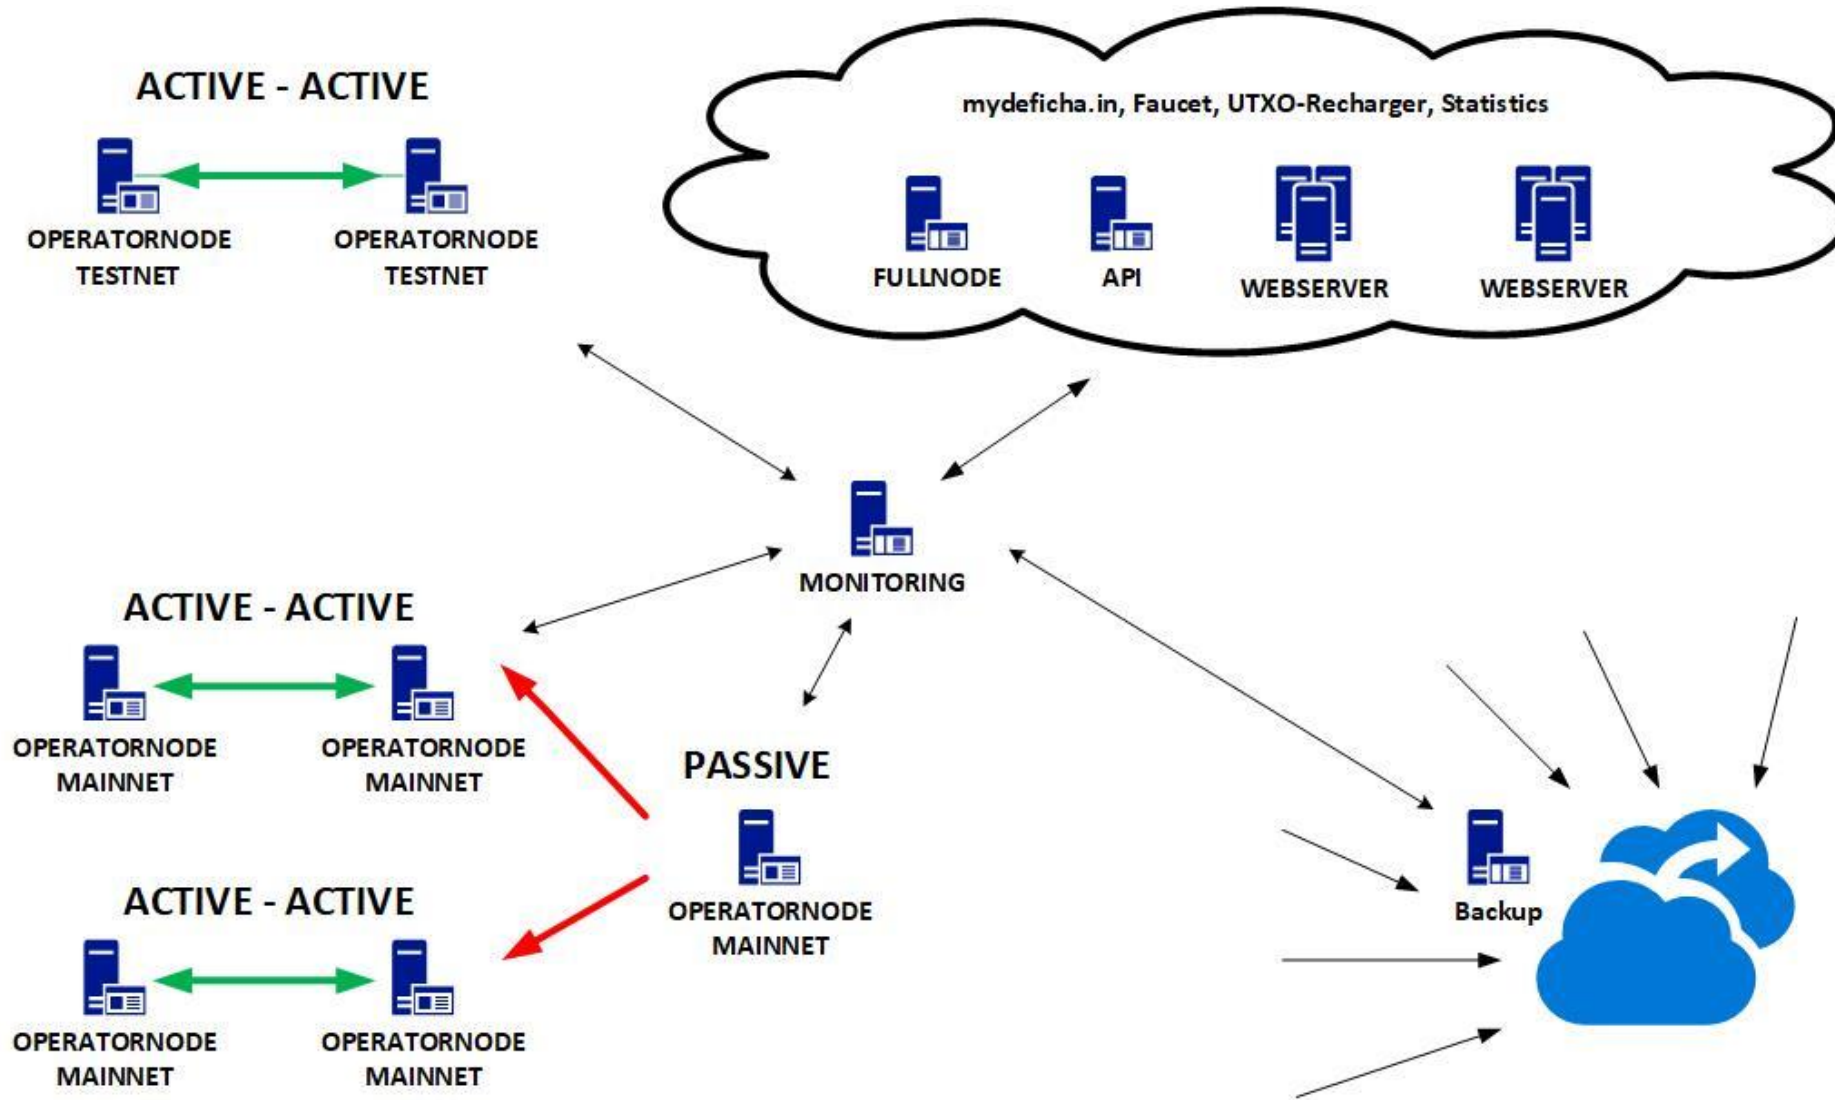 ACTIVE - ACTIVE
OPERATORNODE
TESTNET
OPERATORNODE
TESTNET
mydeficha.in, Faucet, UTXO-Recharger, Statistics
FULLNODE
API
WEBSERVER
WEBSERVER
MONITORING
ACTIVE - ACTIVE
OPERATORNODE
MAINNET
OPERATORNODE
MAINNET
PASSIVE
OPERATORNODE
MAINNET
Backup
ACTIVE - ACTIVE
OPERATORNODE
MAINNET
OPERATORNODE
MAINNET